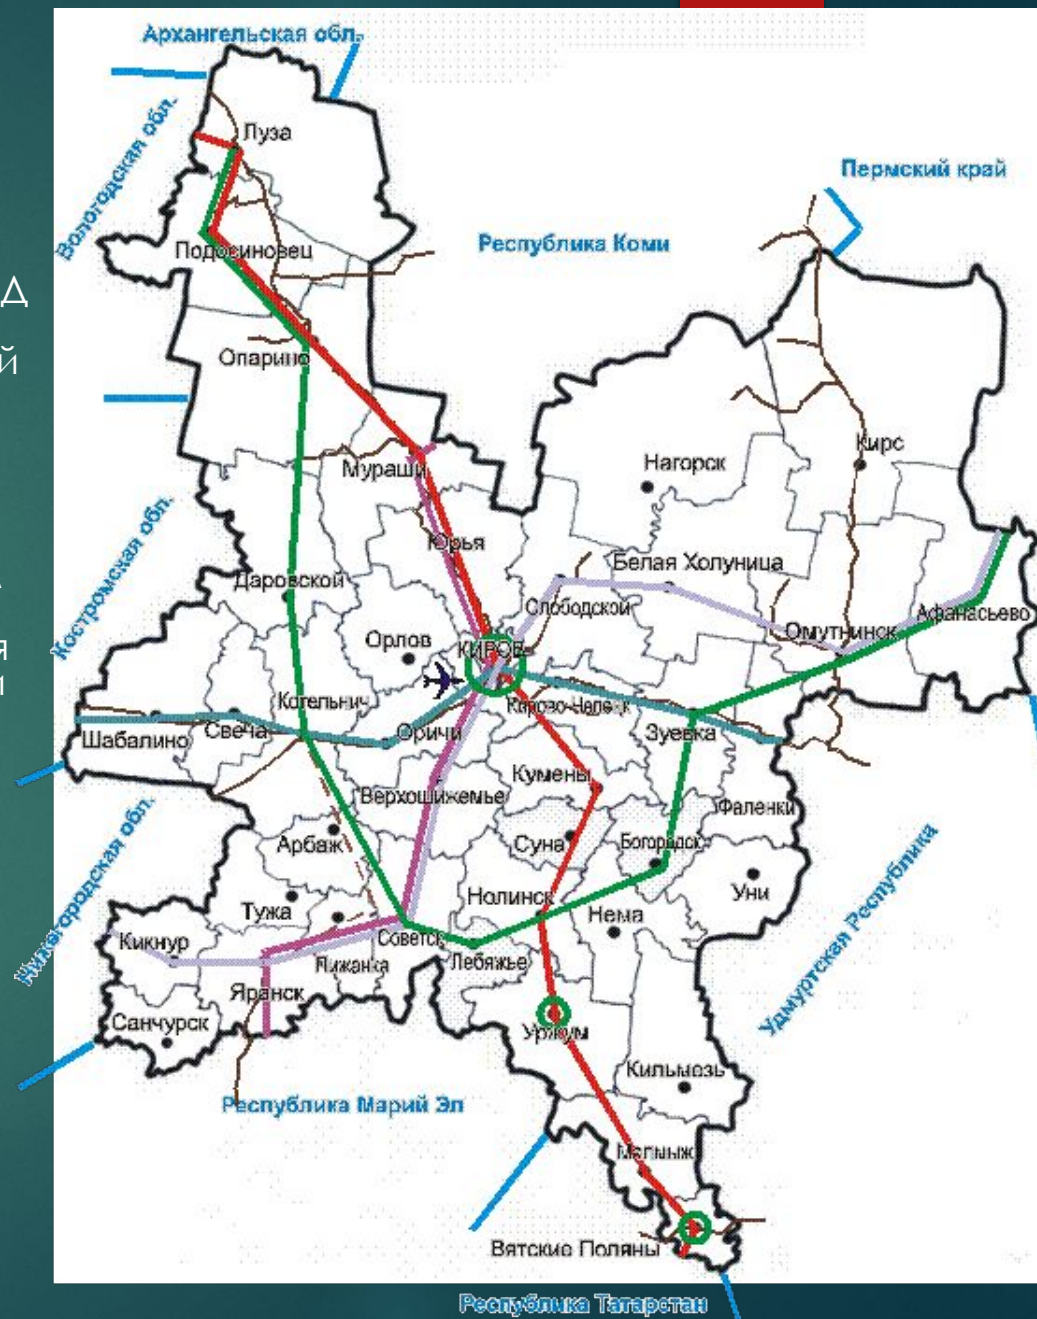 Архангельская обл.
Вологодская обл.
Луза
Пермский край
Республика Коми
Подосиновец
Д
й
Опарино
Мураши
Кирс
Нагорск
Костромская обл.
Юрья
Белая Холуница
Даровской
Слободской
Афанасьево
Омутнинск
Орлов
КИРОВ
я
и
Котельнич
Кирово-Чепецк
Шабалино
Свеча
Оричи
Зуевка
Кумены
Верхошижемье
Фаленки
Нижегородская обл.
Арбаж
Суна
Богородск
Уни
Удмуртская Республика
Тужа
Нолинск
Нема
Кикнур
Советск
Пижанка
Лебяжье
Яранск
Санчурск
Уржум
Кильмезь
Республика Марий Эл
Малмыж
Вятские Поляны
Республика Татарстан